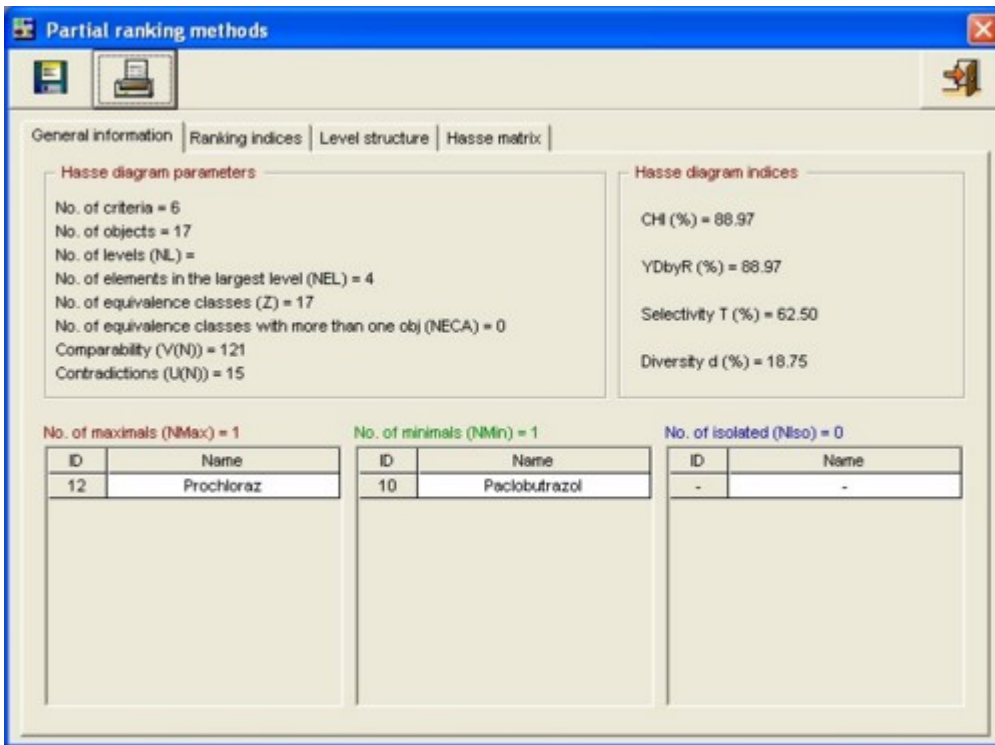 Partial ranking methods
General information Ranking indices Level structure Hasse matrix
Hasse diagram parameters
No. of criteria = 6
No. of objects = 17
No. of levels (NL) =
No. of elements in the largest level (NEL) = 4
No. of equivalence classes (Z) = 17
No. of equivalence classes with more than one obj (NECA) = 0
Comparability (V(N)) = 121
Contradictions (U(N)) = 15
Hasse diagram indices
CHI (%) = 88.97
YDbyR (%) = 88.97
Selectivity T (%) = 62.50
Diversity d (%) = 18.75
No. of maximals (NMax) = 1
ID Name
12 Prochloraz
No. of minimals (NMin) = 1
ID Name
10 Paclobutrazol
No. of isolated (NIso) = 0
ID Name
- -